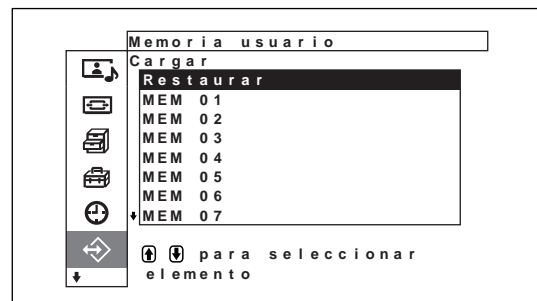 Memoria usuario
Cargar
Restaurar
MEM 01
MEM 02
MEM 03
MEM 04
MEM 05
MEM 06
MEM 07
para seleccionar
elemento